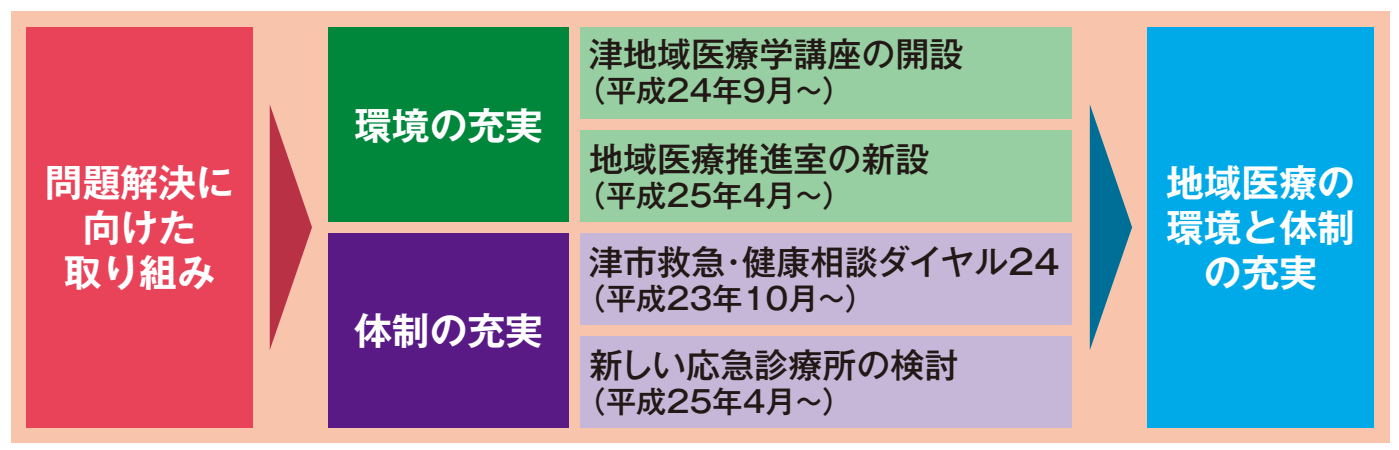 問題解決に
向けた
取り組み
環境の充実
津地域医療学講座の開設
（平成24年9月～）
地域医療推進室の新設
（平成25年4月～）
体制の充実
津市救急・健康相談ダイヤル24
（平成23年10月～）
新しい応急診療所の検討
（平成25年4月～）
地域医療の
環境と体制
の充実